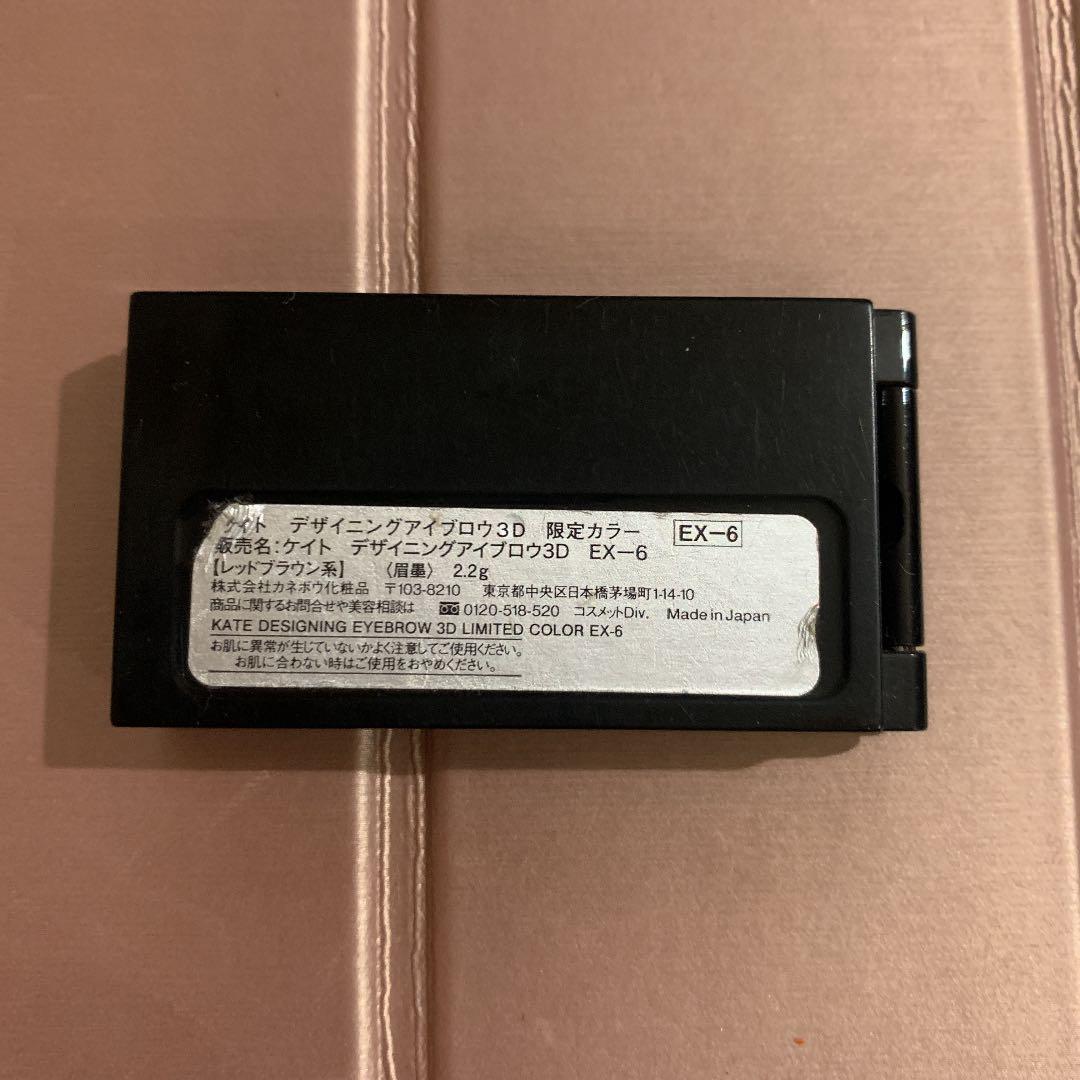 ケイト デザイニングアイブロウ3D 限定カラー EX-6
販売名:ケイト デザイニングアイブロウ3D EX-6
【レッドブラウン系】 〈眉墨〉 2.2g
株式会社カネボウ化粧品 〒103-8210 東京都中央区日本橋茅場町1-14-10
商品に関するお問合せや美容相談は 0120-518-520 コスメットDiv. Made in Japan
KATE DESIGNING EYEBROW 3D LIMITED COLOR EX-6
お肌に異常が生じていないかよく注意してご使用ください。
お肌に合わない時はご使用をおやめください。